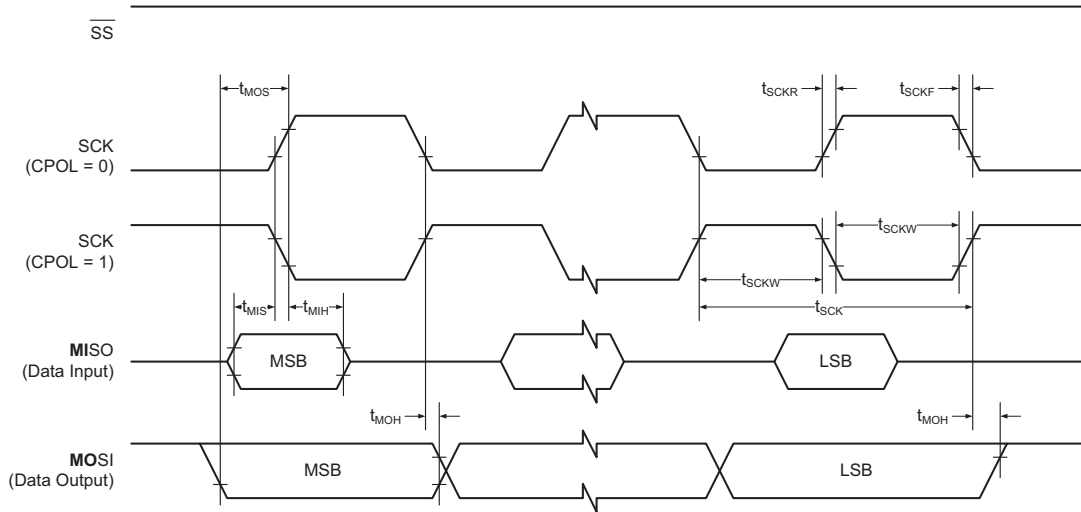 SS
tMOS
tSCKR
tSCKF
SCK
(CPOL = 0)
SCK
(CPOL = 1)
tSCKW
tSCKW
tSCK
tMIS
tMIH
MISO
(Data Input)
MSB
LSB
tMOH
tMOH
MOSI
(Data Output)
MSB
LSB